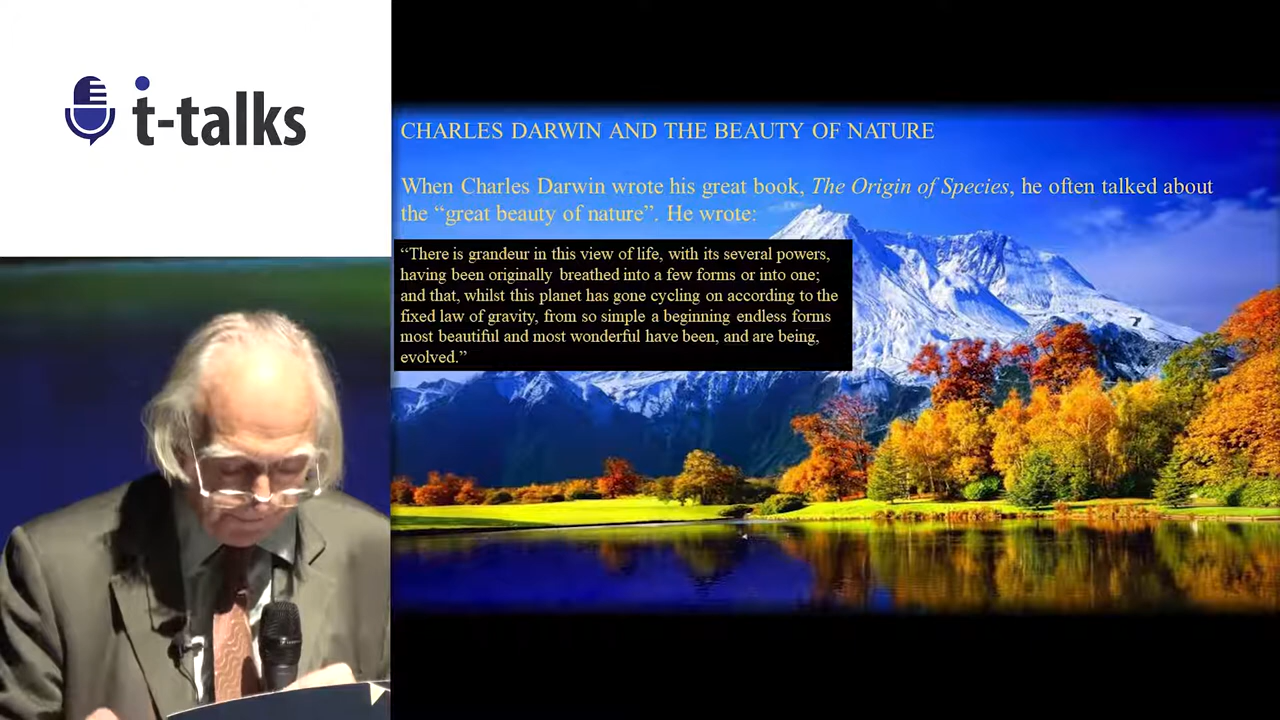 t-talks
CHARLES DARWIN AND THE BEAUTY OF NATURE
When Charles Darwin wrote his great book, The Origin of Species, he often talked about
the “great beauty of nature”. He wrote:
“There is grandeur in this view of life, with its several powers,
having been originally breathed into a few forms or into one;
and that, whilst this planet has gone cycling on according to the
fixed law of gravity, from so simple a beginning endless forms
most beautiful and most wonderful have been, and are being,
evolved.”